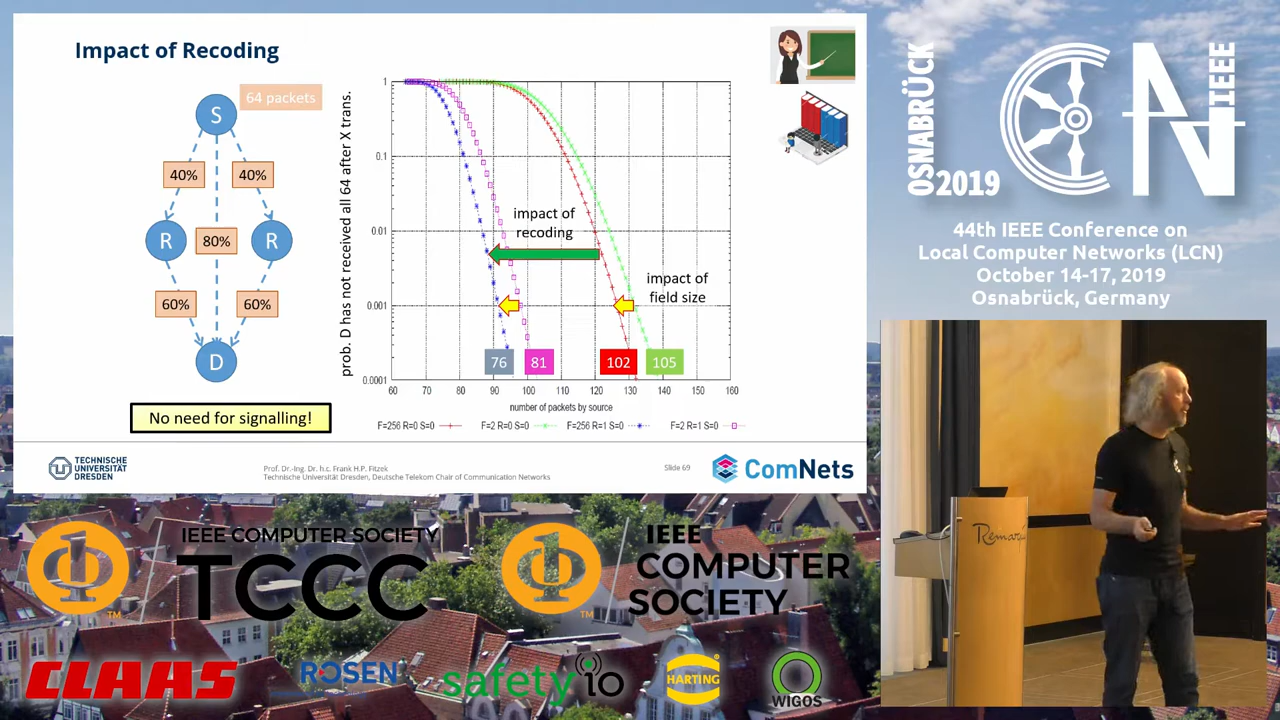 Impact of Recoding
64 packets
S
40%
40%
R
80%
R
60%
60%
D
No need for signalling!
prob. D has not received all 64 after X trans.
1
0.1
0.01
0.001
0.0001
impact of
recoding
impact of
field size
76
81
102
105
60
70
80
90
100
110
120
130
140
150
160
number of packets by source
F=256 R=0 S=0
F=2 R=0 S=0
F=256 R=1 S=0
F=2 R=1 S=0
TECHNISCHE
UNIVERSITÄT
DRESDEN
Prof. Dr.-Ing. Dr. h.c. Frank H.P. Fitzek
Technische Universität Dresden, Deutsche Telekom Chair of Communication Networks
Slide 69
ComNets
OSNABRÜCK
2019
LCN
IEEE
44th IEEE Conference on
Local Computer Networks (LCN)
October 14-17, 2019
Osnabrück, Germany
IEEE COMPUTER SOCIETY
TCCC
TM
IEEE
COMPUTER
SOCIETY
TM
CLAAS
ROSEN
safetyio
HARTING
WIGOS